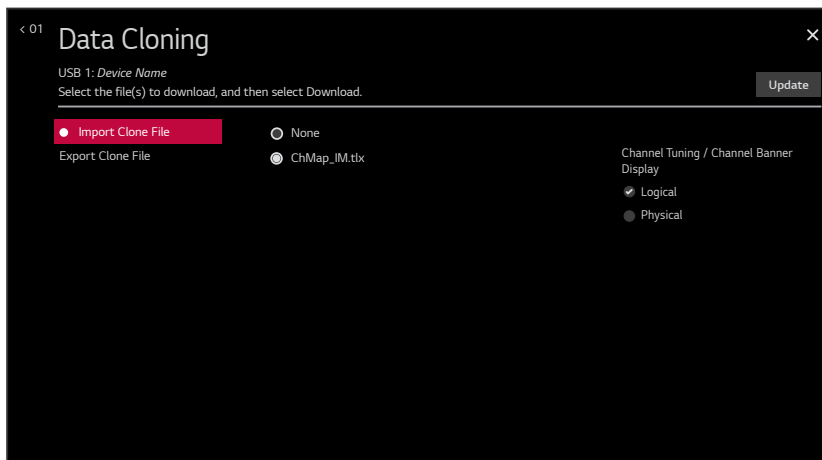 < 01
Data Cloning
USB 1: Device Name
Select the file(s) to download, and then select Download.
Update
Import Clone File
Export Clone File
None
ChMap_IM.tlx
Channel Tuning / Channel Banner
Display
Logical
Physical